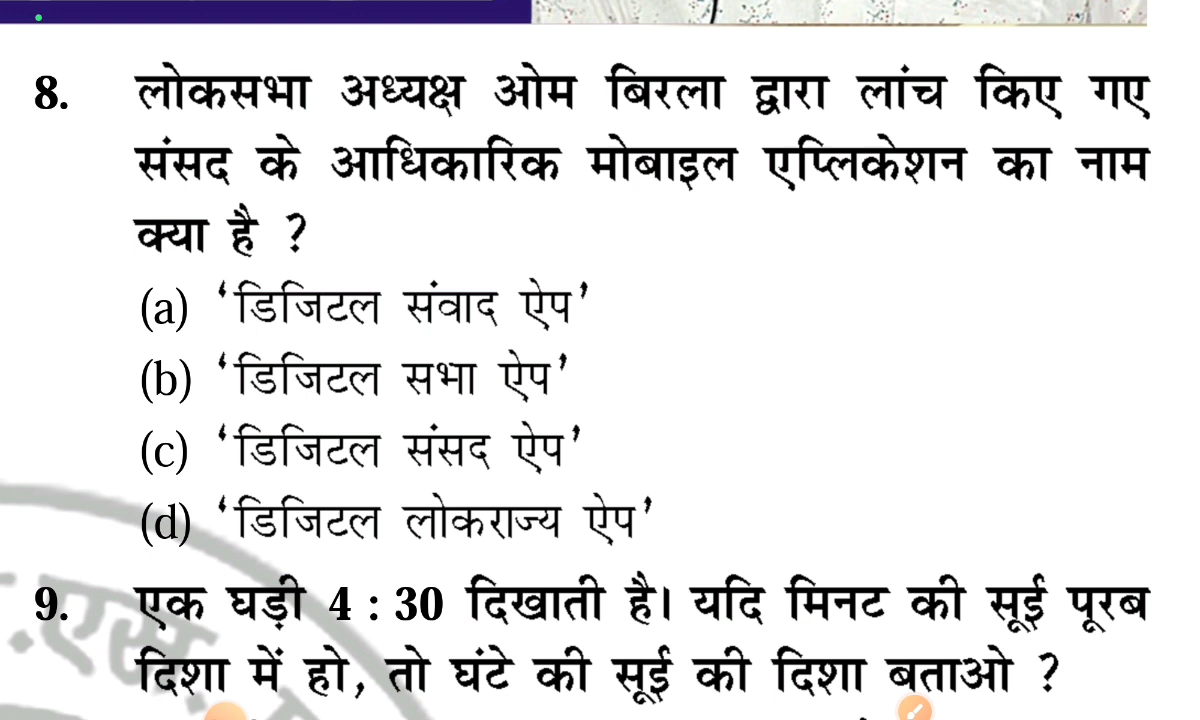 8. लोकसभा अध्यक्ष ओम बिरला द्वारा लांच किए गए
संसद के आधिकारिक मोबाइल एप्लिकेशन का नाम
क्या है ?
(a) ‘डिजिटल संवाद ऐप’
(b) ‘डिजिटल सभा ऐप’
(c) ‘डिजिटल संसद ऐप’
(d) ‘डिजिटल लोकराज्य ऐप’
9. एक घड़ी 4 : 30 दिखाती है। यदि मिनट की सूई पूरब
दिशा में हो, तो घंटे की सूई की दिशा बताओ ?